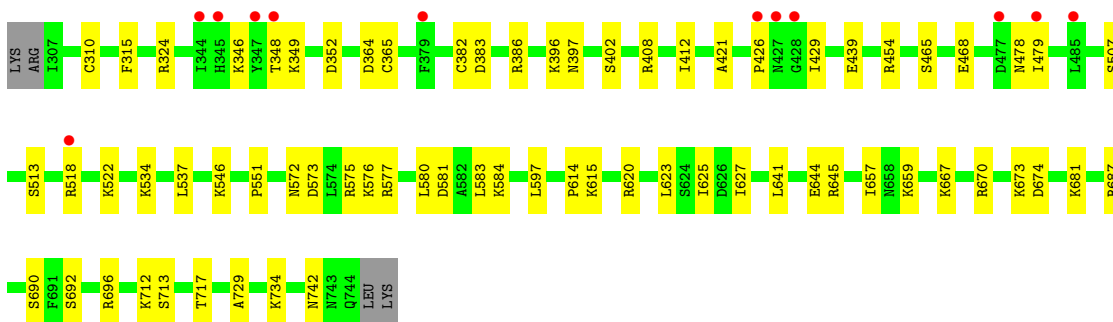 LYS ARG I307 C310 F315 R324 I344 H345 K346 Y347 T348 K349 D352 D364 C365 F379 C382 D383 R386 K396 N397 S402 R408 I412 A421 P426 N427 G428 I429 E439 R454 S465 E468 D477 N478 I479 L485 S507
S513 R518 K522 K534 L537 K546 P551 N572 D573 L574 R575 K576 R577 L580 D581 A582 L583 K584 L597 P614 K615 R620 L623 S624 I625 D626 I627 L641 E644 R645 I657 N658 K659 K667 R670 K673 D674 K681
S690 F691 S692 R696 K712 S713 T717 A729 K734 N742 N743 Q744 LEU LYS